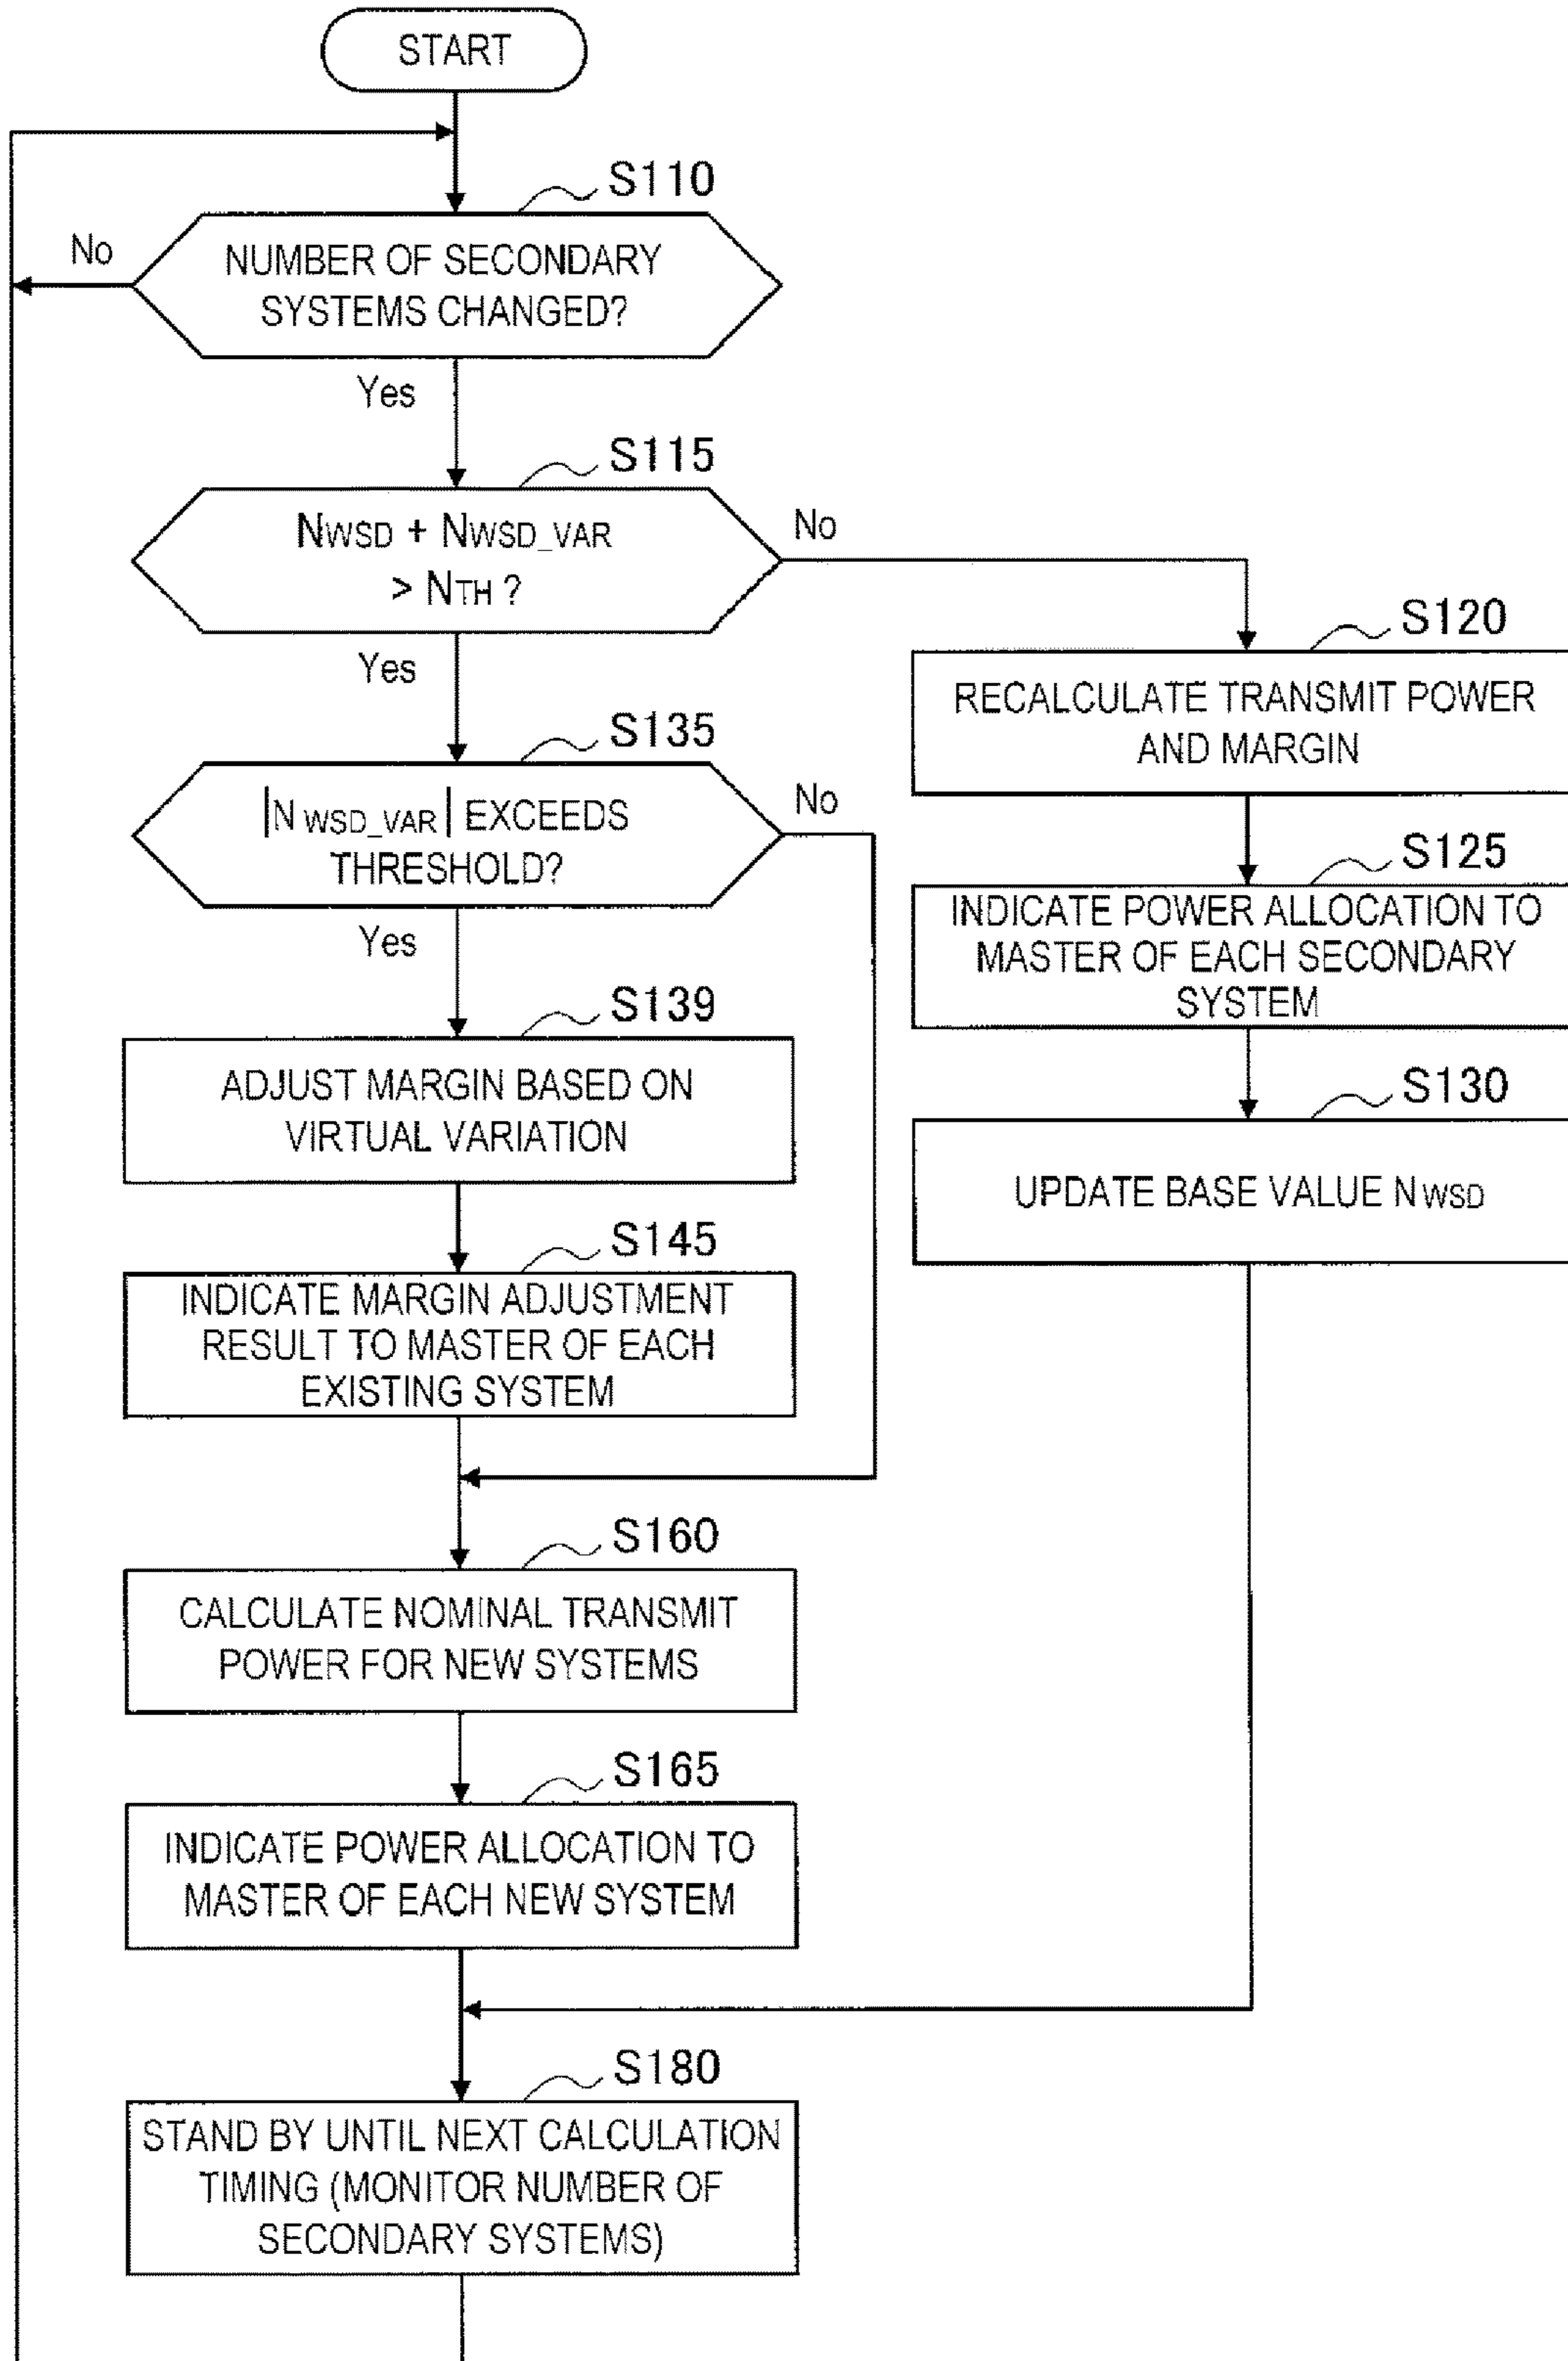 START
S110
No
NUMBER OF SECONDARY
SYSTEMS CHANGED?
Yes
S115
NWSD + NWSD_VAR
> NTH ?
No
Yes
S120
RECALCULATE TRANSMIT POWER
AND MARGIN
S135
|NWSD_VAR| EXCEEDS
THRESHOLD?
No
Yes
S125
INDICATE POWER ALLOCATION TO
MASTER OF EACH SECONDARY
SYSTEM
S139
ADJUST MARGIN BASED ON
VIRTUAL VARIATION
S130
UPDATE BASE VALUE NWSD
S145
INDICATE MARGIN ADJUSTMENT
RESULT TO MASTER OF EACH
EXISTING SYSTEM
S160
CALCULATE NOMINAL TRANSMIT
POWER FOR NEW SYSTEMS
S165
INDICATE POWER ALLOCATION TO
MASTER OF EACH NEW SYSTEM
S180
STAND BY UNTIL NEXT CALCULATION
TIMING (MONITOR NUMBER OF
SECONDARY SYSTEMS)